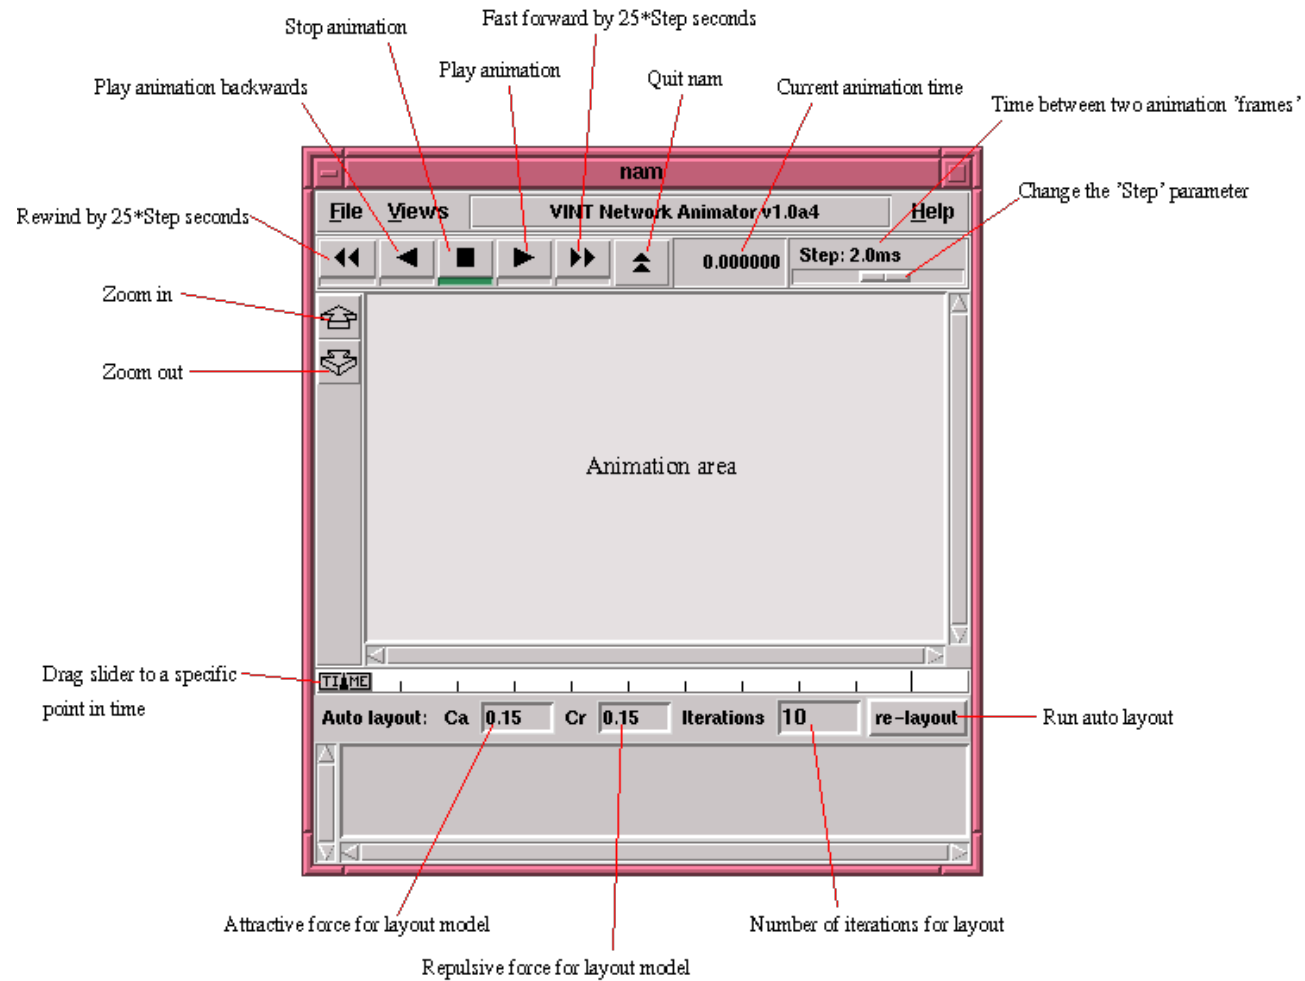 Fast forward by 25*Step seconds
Stop animation
Play animation
Quit nam
Play animation backwards
Current animation time
Time between two animation 'frames'
nam
Change the 'Step' parameter
Rewind by 25*Step seconds
File Views VINT Network Animator v1.0a4 Help
0.000000 Step: 2.0ms
Zoom in
Zoom out
Animation area
Drag slider to a specific
point in time
TIME
Auto layout: Ca 0.15 Cr 0.15 Iterations 10 re-layout
Run auto layout
Attractive force for layout model
Number of iterations for layout
Repulsive force for layout model